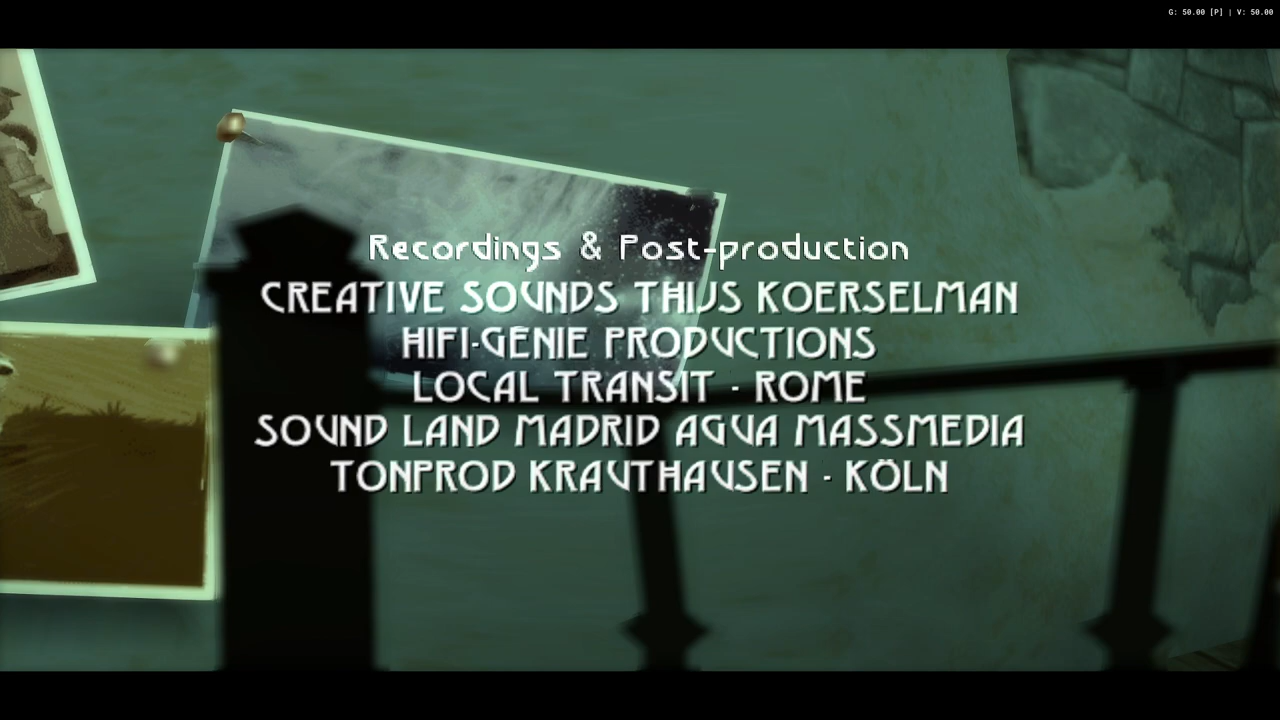 G: 50.00 [P] | V: 50.00
Recordings & Post-production
CREATIVE SOUNDS THIJS KOERSELMAN
HIFI-GENIE PRODUCTIONS
LOCAL TRANSIT - ROME
SOUND LAND MADRID AGUA MASSMEDIA
TONPROD KRAUTHAUSEN - KÖLN